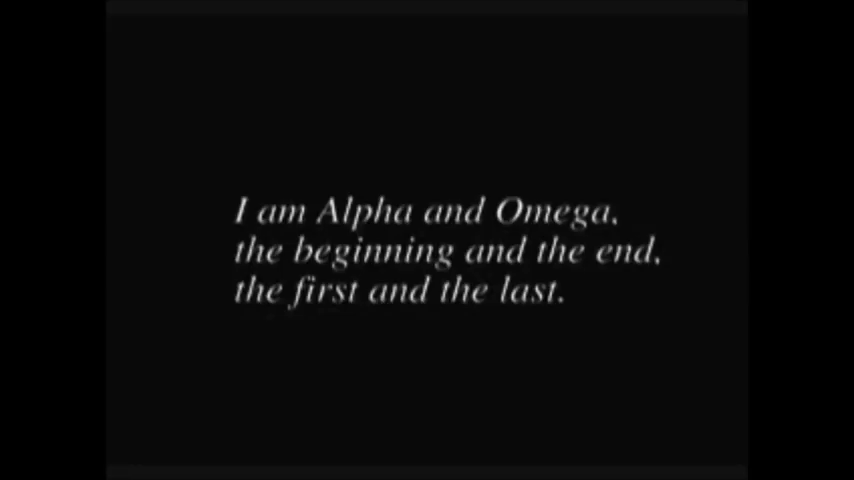 I am Alpha and Omega,
the beginning and the end,
the first and the last.